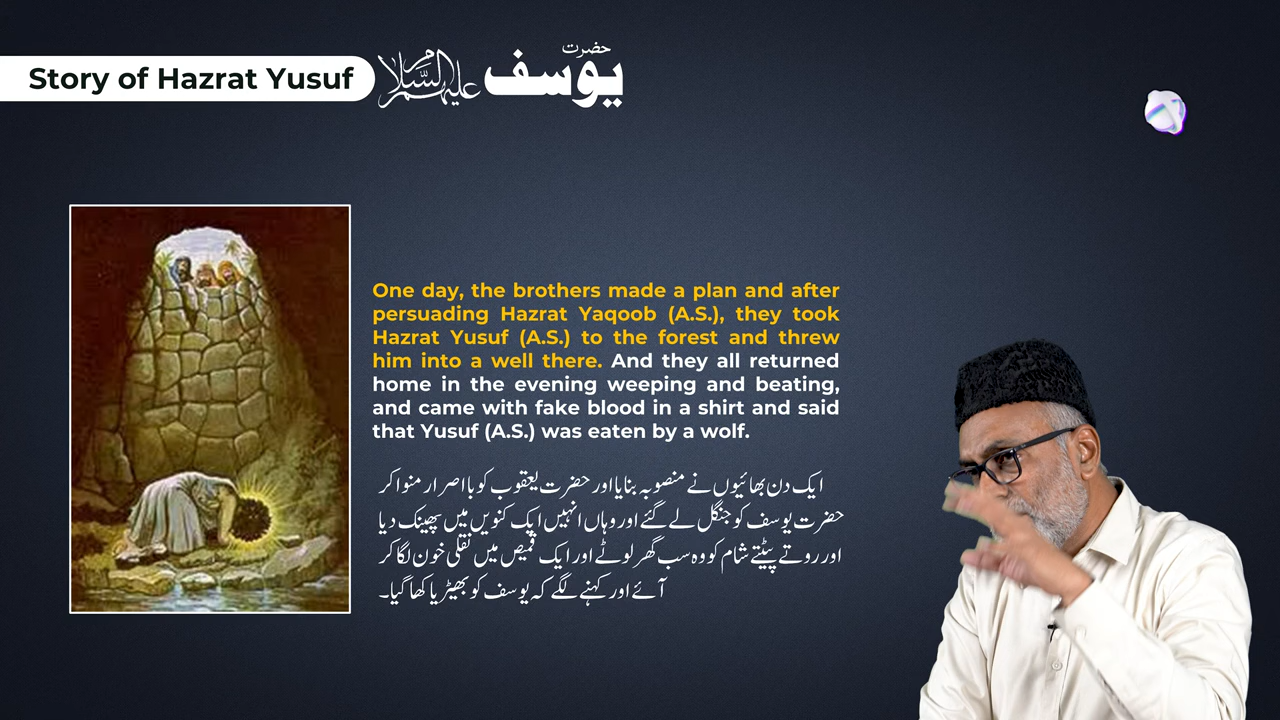 Story of Hazrat Yusuf
حضرت
یوسف علیہ السلام
One day, the brothers made a plan and after
persuading Hazrat Yaqoob (A.S.), they took
Hazrat Yusuf (A.S.) to the forest and threw
him into a well there. And they all returned
home in the evening weeping and beating,
and came with fake blood in a shirt and said
that Yusuf (A.S.) was eaten by a wolf.
ایک دن بھائیوں نے منصوبہ بنایا اور حضرت یعقوب کو بااصرار منوا کر
حضرت یوسف کو جنگل لے گئے اور وہاں انہیں ایک کنویں میں پھینک دیا
اور روتے پیٹتے شام کو وہ سب گھر لوٹے اور ایک قمیص میں نقلی خون لگا کر
آئے اور کہنے لگے کہ یوسف کو بھیڑیا کھا گیا۔